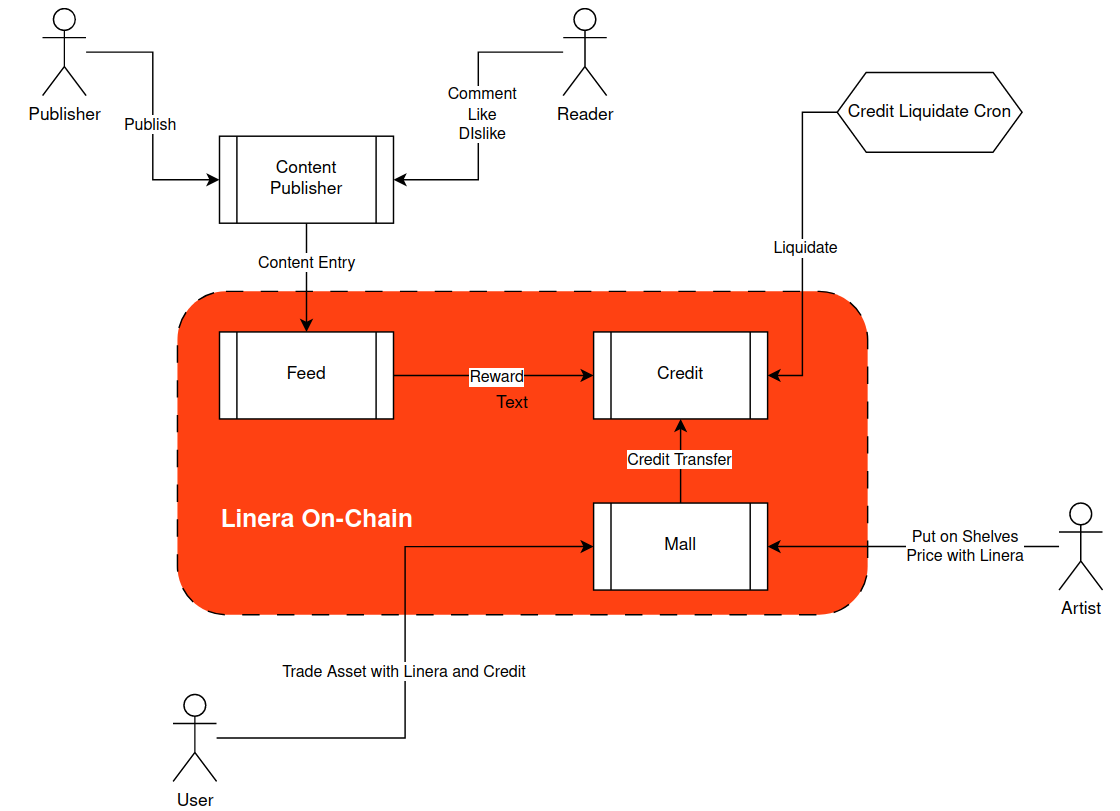 Publisher
Publish
Comment
Like
DIslike
Reader
Credit Liquidate Cron
Content
Publisher
Content Entry
Liquidate
Feed
Reward
Text
Credit
Credit Transfer
Linera On-Chain
Mall
Put on Shelves
Price with Linera
Artist
Trade Asset with Linera and Credit
User